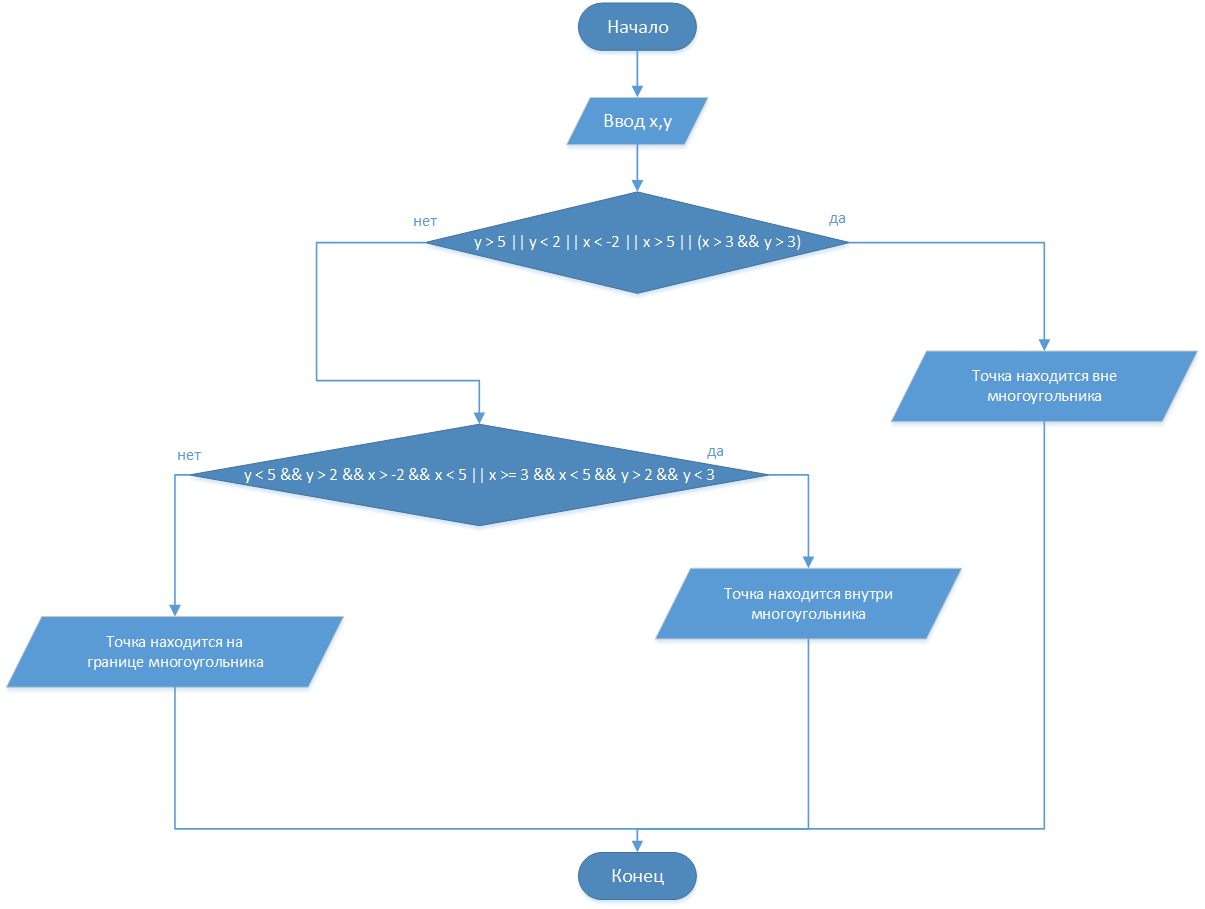 Начало
Ввод x,y
нет
да
y > 5 || y < 2 || x < -2 || x > 5 || (x > 3 && y > 3)
Точка находится вне
многоугольника
нет
да
y < 5 && y > 2 && x > -2 && x < 5 || x >= 3 && x < 5 && y > 2 && y < 3
Точка находится внутри
многоугольника
Точка находится на
границе многоугольника
Конец